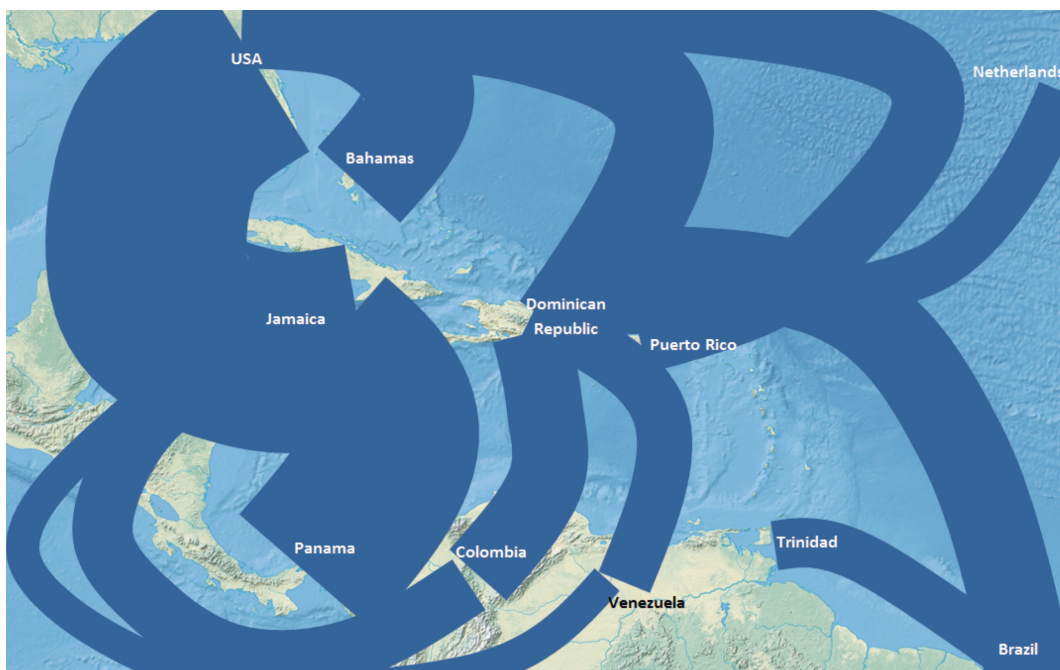 USA
Netherlands
Bahamas
Dominican
Republic
Jamaica
Puerto Rico
Trinidad
Panama
Colombia
Venezuela
Brazil